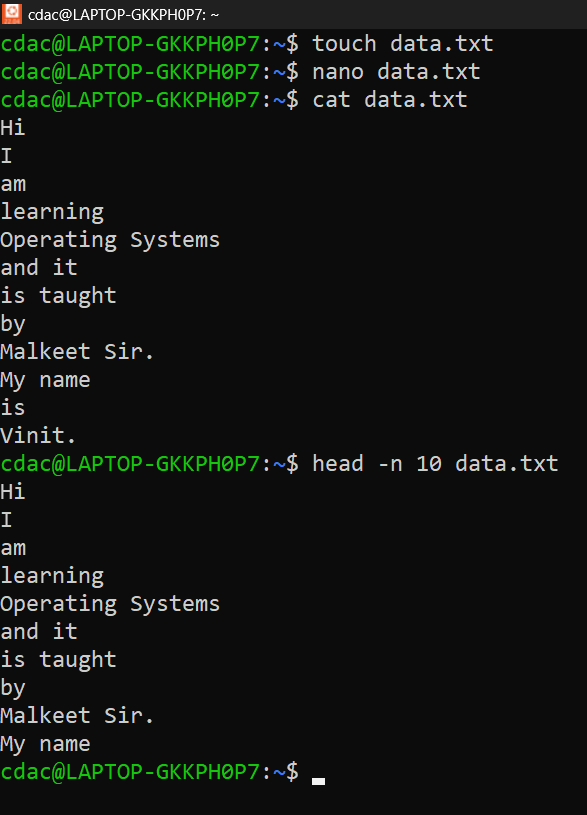 cdac@LAPTOP-GKKPH0P7: ~
cdac@LAPTOP-GKKPH0P7:~$ touch data.txt
cdac@LAPTOP-GKKPH0P7:~$ nano data.txt
cdac@LAPTOP-GKKPH0P7:~$ cat data.txt
Hi
I
am
learning
Operating Systems
and it
is taught
by
Malkeet Sir.
My name
is
Vinit.
cdac@LAPTOP-GKKPH0P7:~$ head -n 10 data.txt
Hi
I
am
learning
Operating Systems
and it
is taught
by
Malkeet Sir.
My name
cdac@LAPTOP-GKKPH0P7:~$